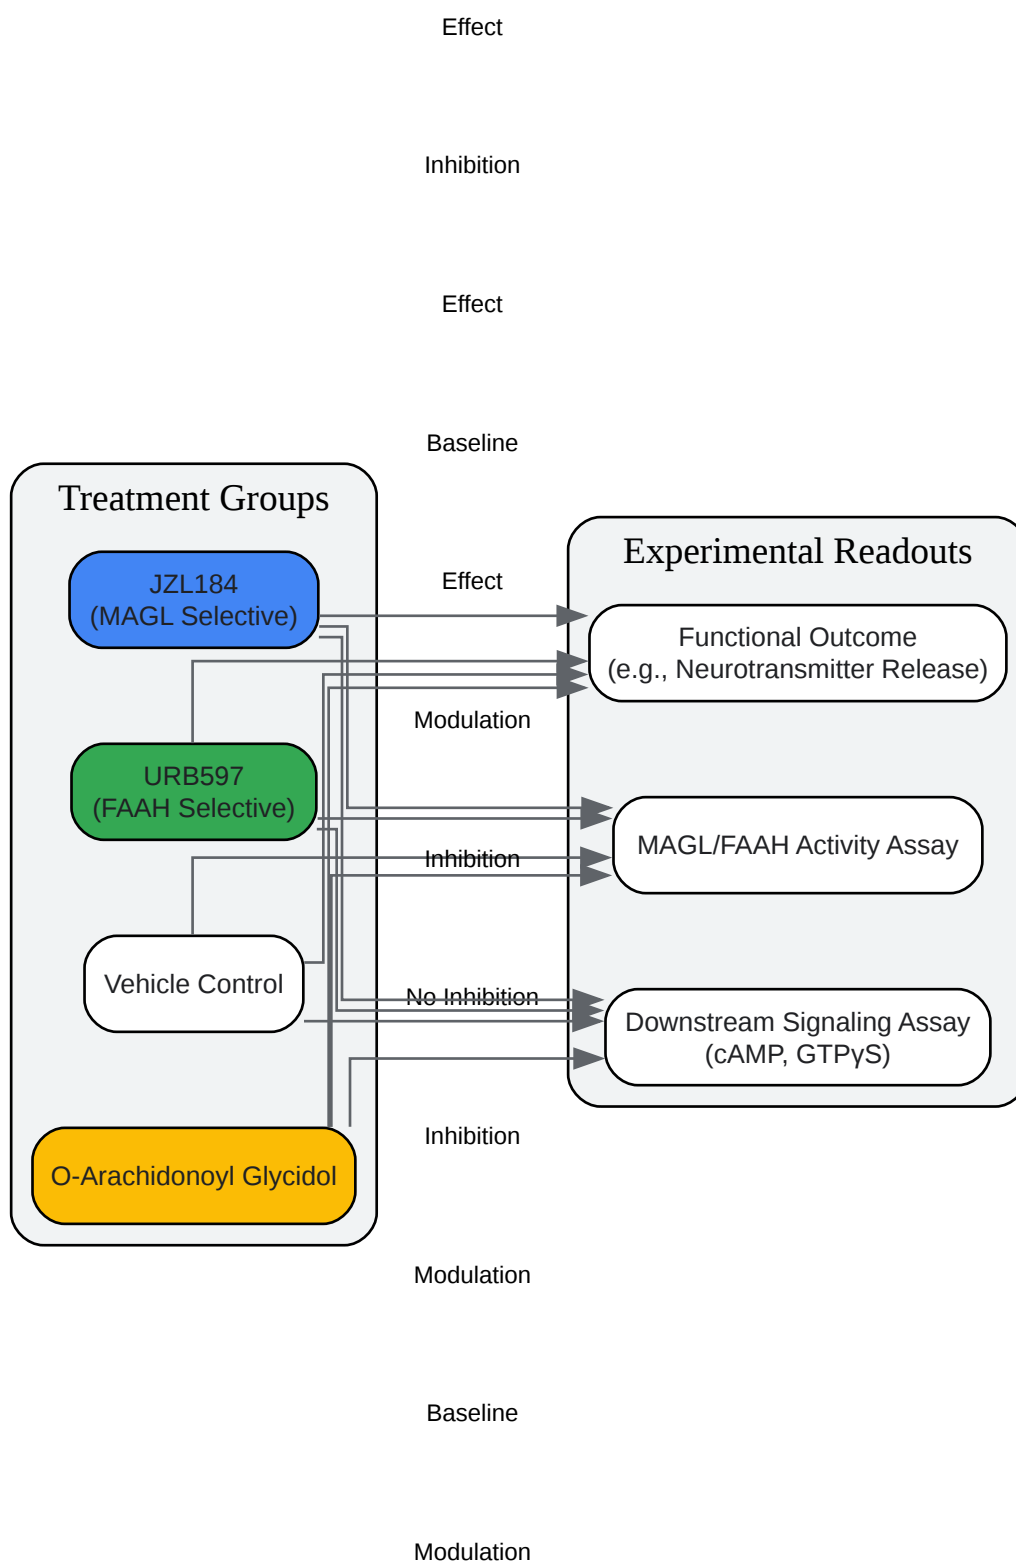 Effect
Inhibition
Effect
Baseline
Treatment Groups
JZL184
(MAGL Selective)
URB597
(FAAH Selective)
Vehicle Control
O-Arachidonoyl Glycidol
Effect
Modulation
Inhibition
No Inhibition
Inhibition
Modulation
Baseline
Modulation
Experimental Readouts
Functional Outcome
(e.g., Neurotransmitter Release)
MAGL/FAAH Activity Assay
Downstream Signaling Assay
(cAMP, GTPγS)